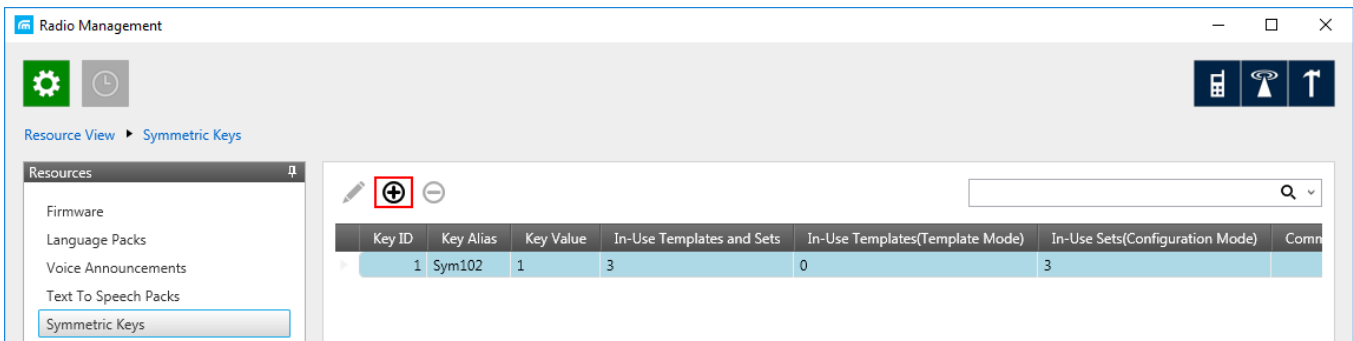 Radio Management
Resource View Symmetric Keys
Resources
Firmware
Language Packs
Voice Announcements
Text To Speech Packs
Symmetric Keys
Key ID Key Alias Key Value In-Use Templates and Sets In-Use Templates(Template Mode) In-Use Sets(Configuration Mode) Comm
1 Sym102 1 3 0 3